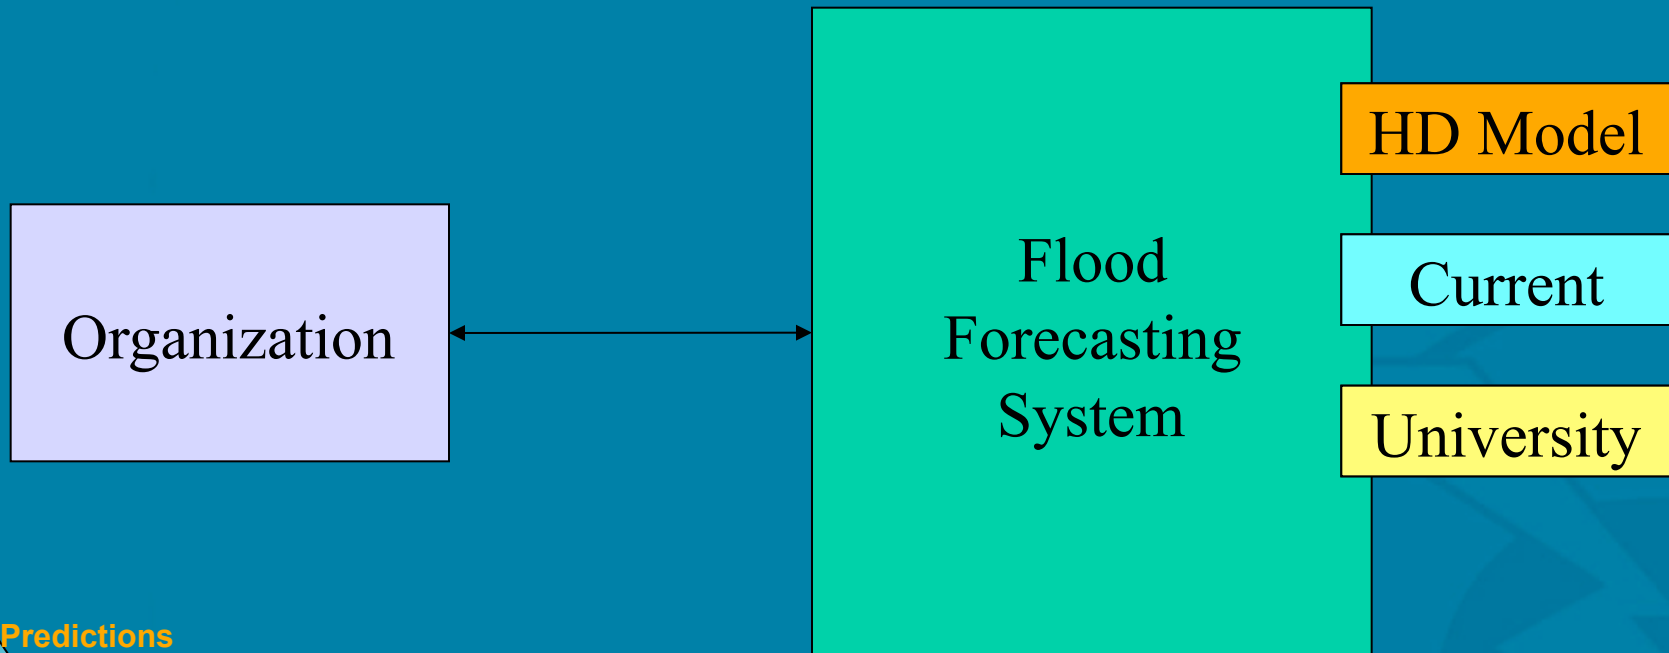 Organization
Flood
Forecasting
System
HD Model
Current
University
Predictions